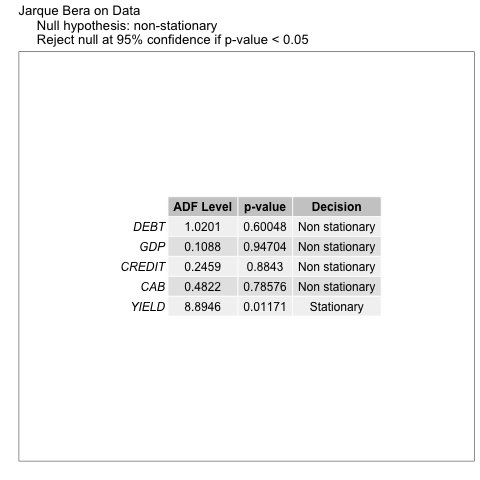 Jarque Bera on Data
Null hypothesis: non-stationary
Reject null at 95% confidence if p-value < 0.05
ADF Level p-value Decision
DEBT 1.0201 0.60048 Non stationary
GDP 0.1088 0.94704 Non stationary
CREDIT 0.2459 0.8843 Non stationary
CAB 0.4822 0.78576 Non stationary
YIELD 8.8946 0.01171 Stationary